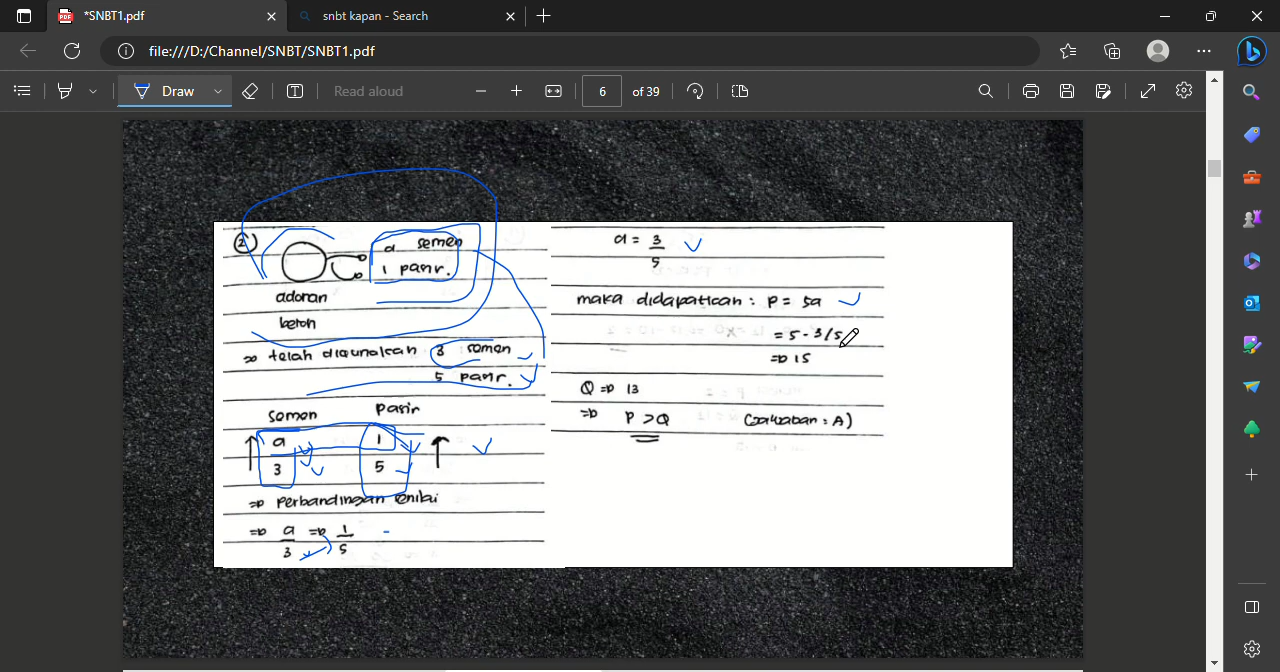 *SNBT1.pdf
snbt kapan - Search
file:///D:/Channel/SNBT/SNBT1.pdf
Draw
Read aloud
6 of 39
2)
a semen
1 pasir.
adonan
beton
⇒ telah digunakan 3 semen
5 pasir.
semen pasir
a 1
3 5
⇒ Perbandingan senilai
⇒ a/3 ⇒ 1/5
a = 3/5
maka didapatkan : P = 5a
= 5 - 3/5
⇒ 15
Q ⇒ 13
⇒ P > Q (Jawaban : A)